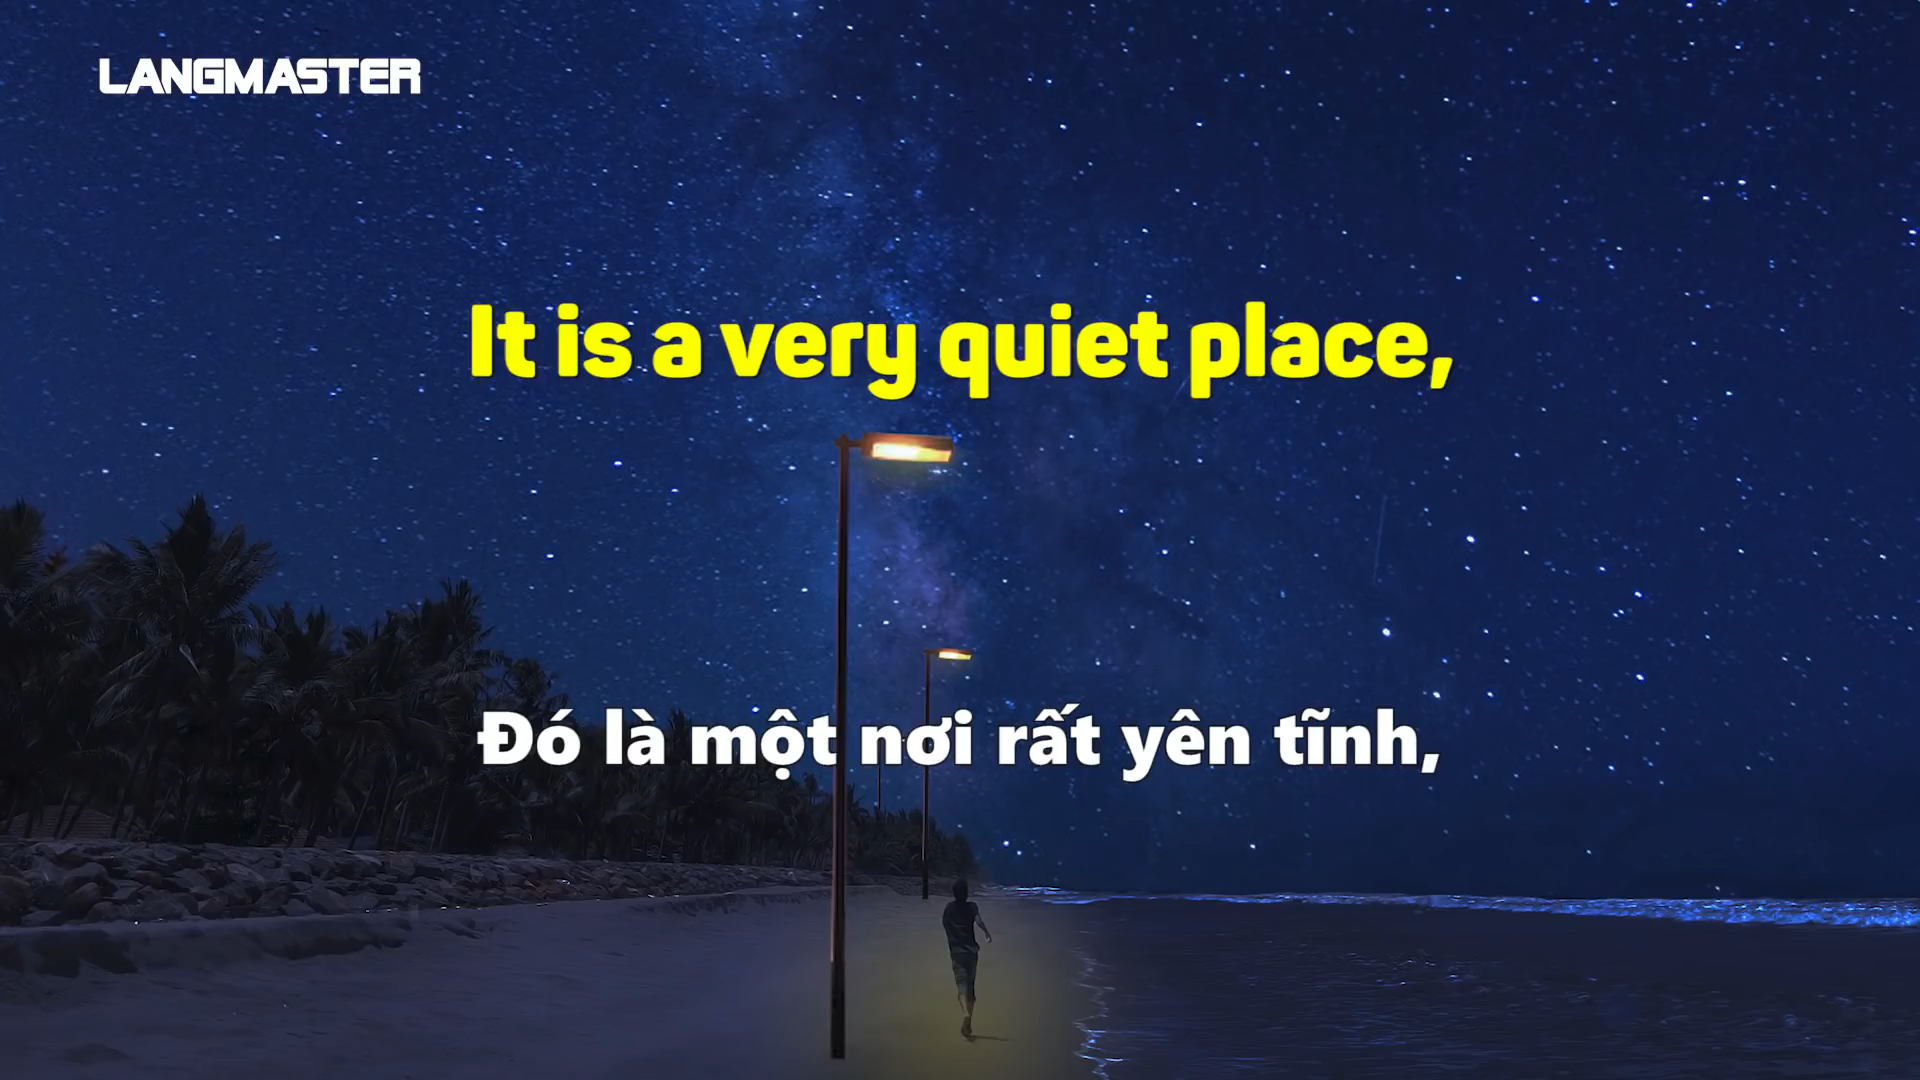 LANGMASTER
It is a very quiet place,
Đó là một nơi rất yên tĩnh,